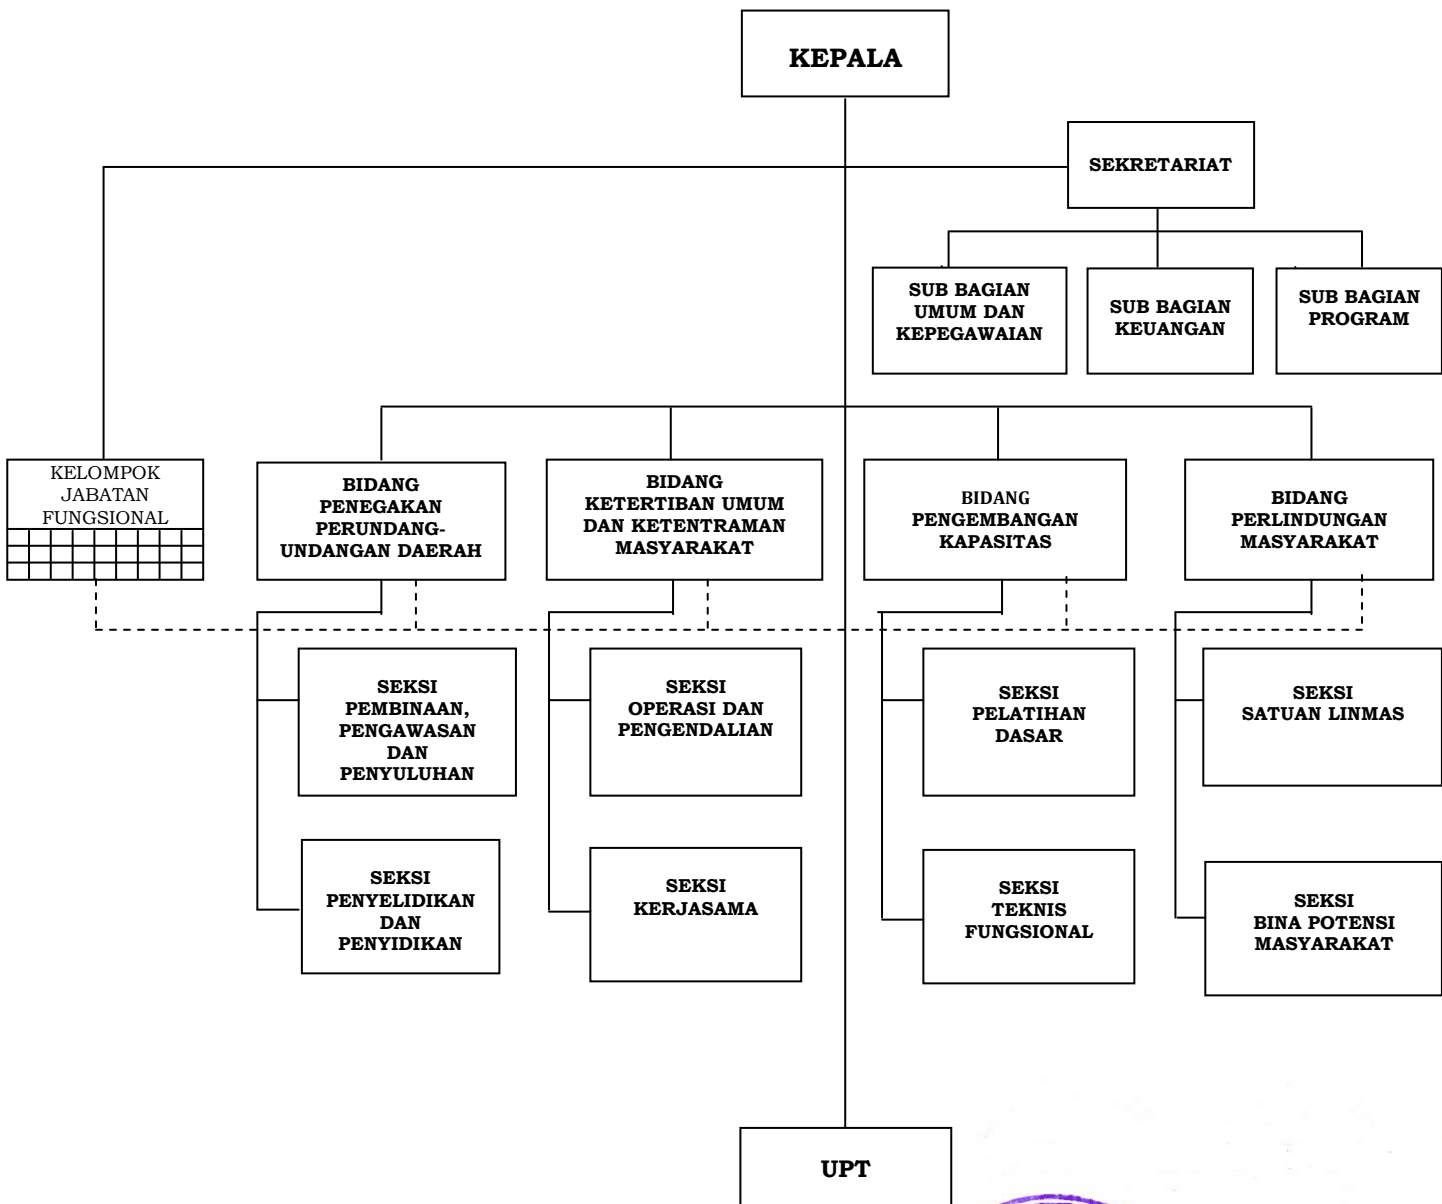 KEPALA
SEKRETARIAT
SUB BAGIAN
UMUM DAN
KEPEGAWAIAN
SUB BAGIAN
KEUANGAN
SUB BAGIAN
PROGRAM
KELOMPOK
JABATAN
FUNGSIONAL
BIDANG
PENEGAKAN
PERUNDANG-
UNDANGAN DAERAH
BIDANG
KETERTIBAN UMUM
DAN KETENTRAMAN
MASYARAKAT
BIDANG
PENGEMBANGAN
KAPASITAS
BIDANG
PERLINDUNGAN
MASYARAKAT
SEKSI
PEMBINAAN,
PENGAWASAN
DAN
PENYULUHAN
SEKSI
OPERASI DAN
PENGENDALIAN
SEKSI
PELATIHAN
DASAR
SEKSI
SATUAN LINMAS
SEKSI
PENYELIDIKAN
DAN
PENYIDIKAN
SEKSI
KERJASAMA
SEKSI
TEKNIS
FUNGSIONAL
SEKSI
BINA POTENSI
MASYARAKAT
UPT